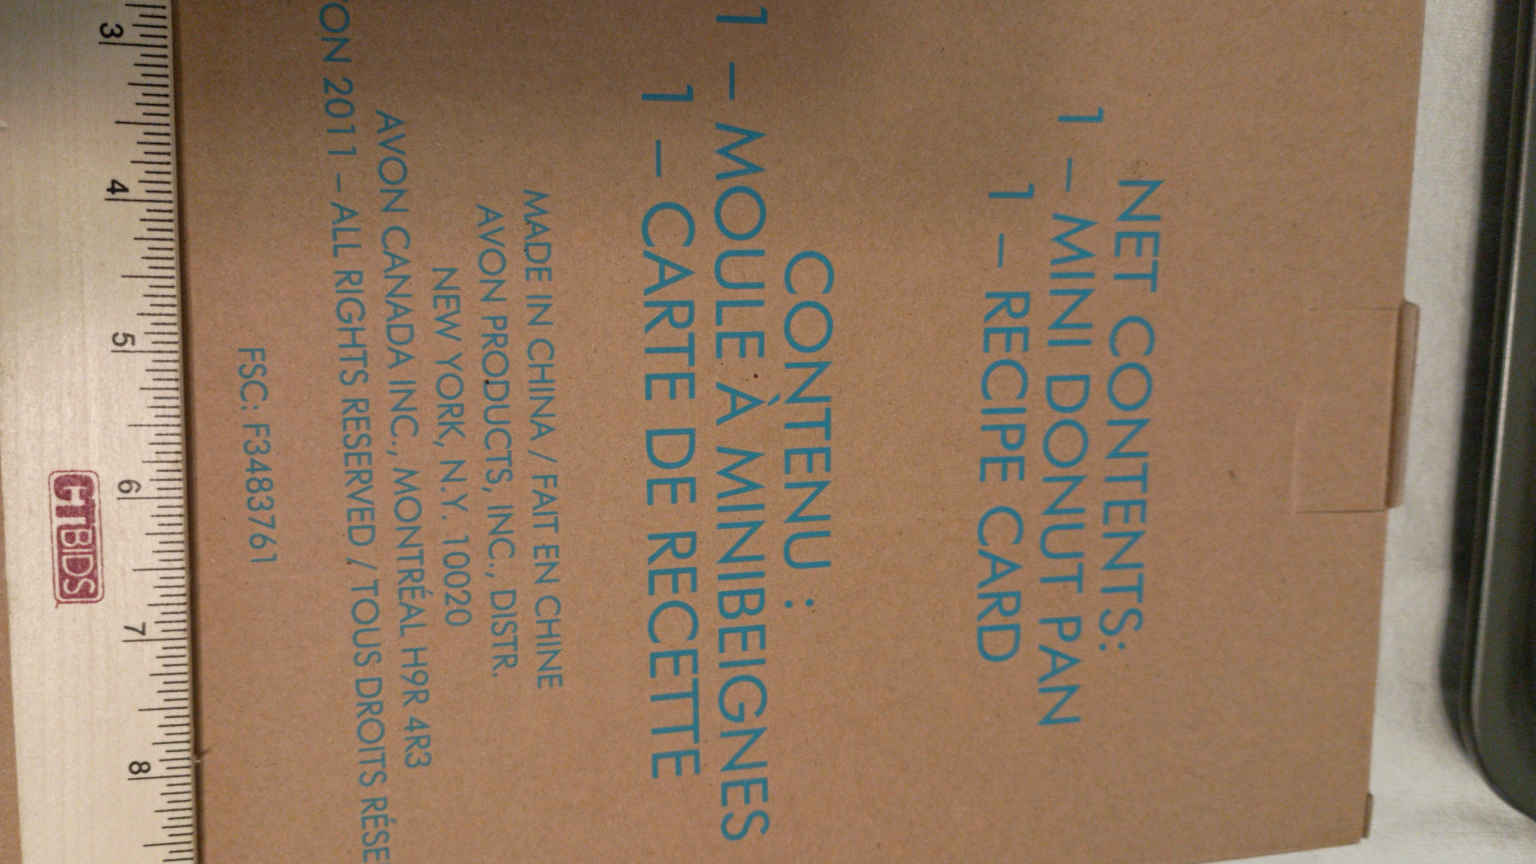 NET CONTENTS:
1 – MINI DONUT PAN
1 – RECIPE CARD
CONTENU :
1 – MOULE À MINIBEIGNES
1 – CARTE DE RECETTE
MADE IN CHINA / FAIT EN CHINE
AVON PRODUCTS, INC., DISTR.
NEW YORK, N.Y. 10020
AVON CANADA INC., MONTRÉAL H9R 4R3
ON 2011 – ALL RIGHTS RESERVED / TOUS DROITS RÉSE
FSC: F3483761
3 4 5 6 7 8
CTBIDS